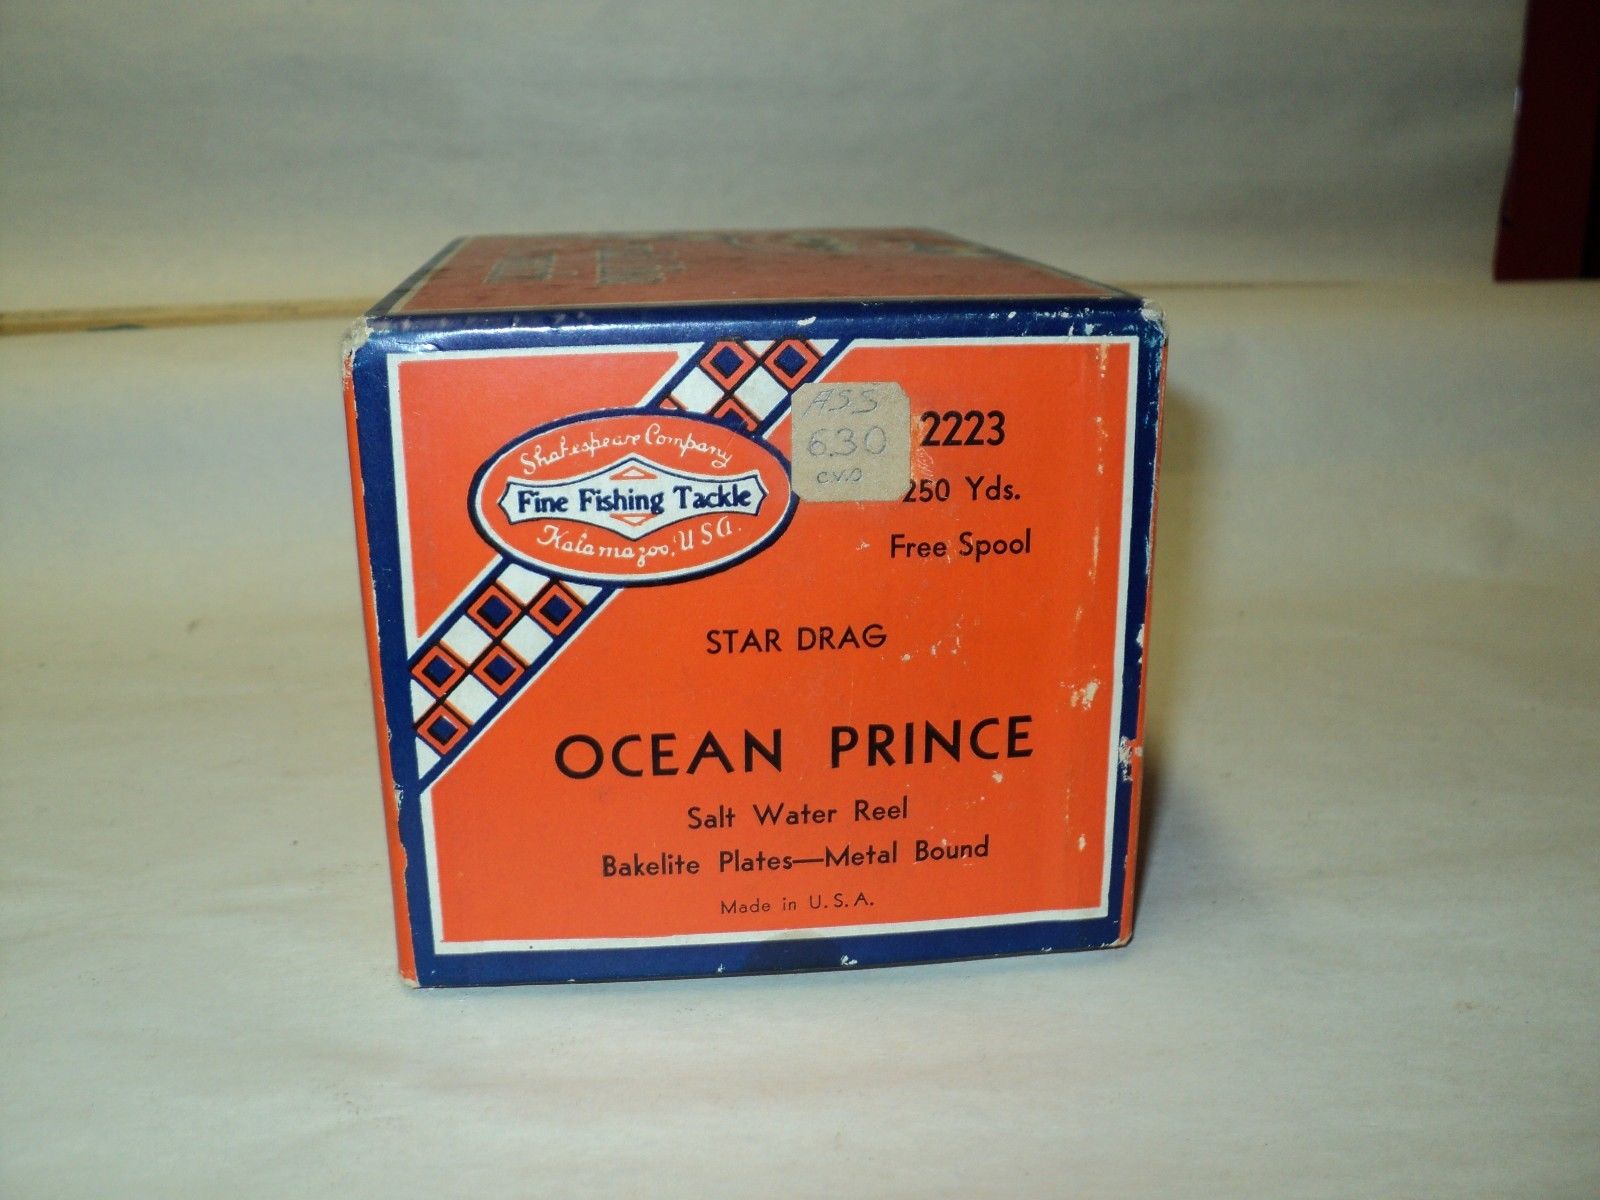 Shakespeare Company
Fine Fishing Tackle
Kalamazoo, U S A.
ASS
6.30
2223
250 Yds.
Free Spool
STAR DRAG
OCEAN PRINCE
Salt Water Reel
Bakelite Plates—Metal Bound
Made in U.S.A.